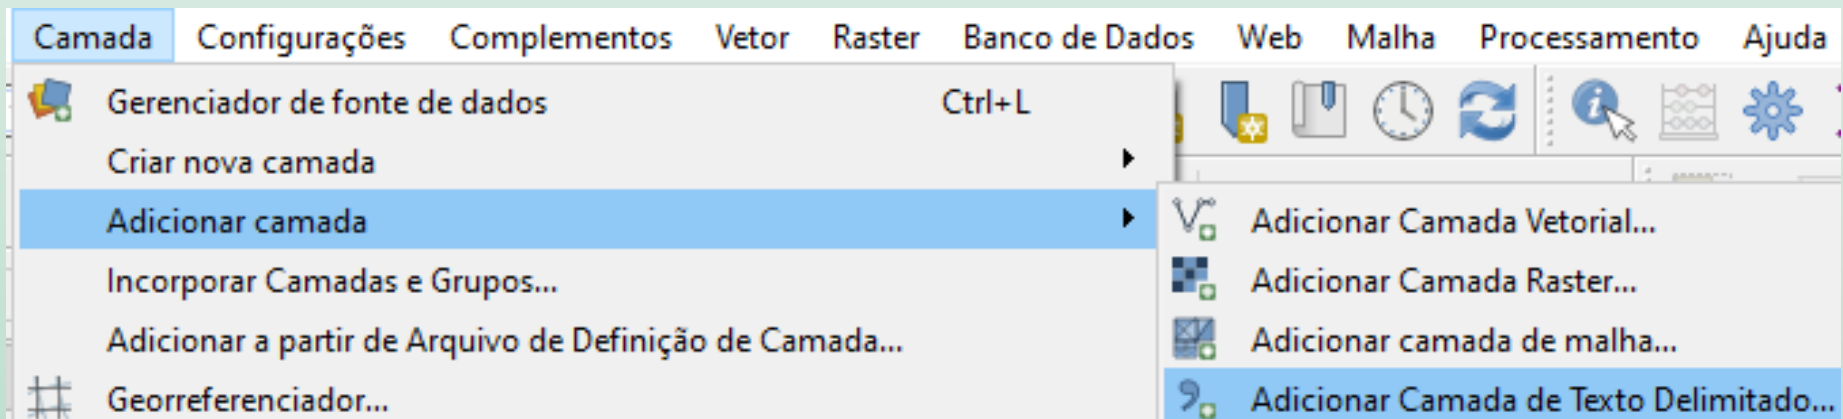 Camada Configurações Complementos Vetor Raster Banco de Dados Web Malha Processamento Ajuda
Gerenciador de fonte de dados Ctrl+L
Criar nova camada
Adicionar camada
Incorporar Camadas e Grupos...
Adicionar a partir de Arquivo de Definição de Camada...
Georreferenciador...
Adicionar Camada Vetorial...
Adicionar Camada Raster...
Adicionar camada de malha...
Adicionar Camada de Texto Delimitado...